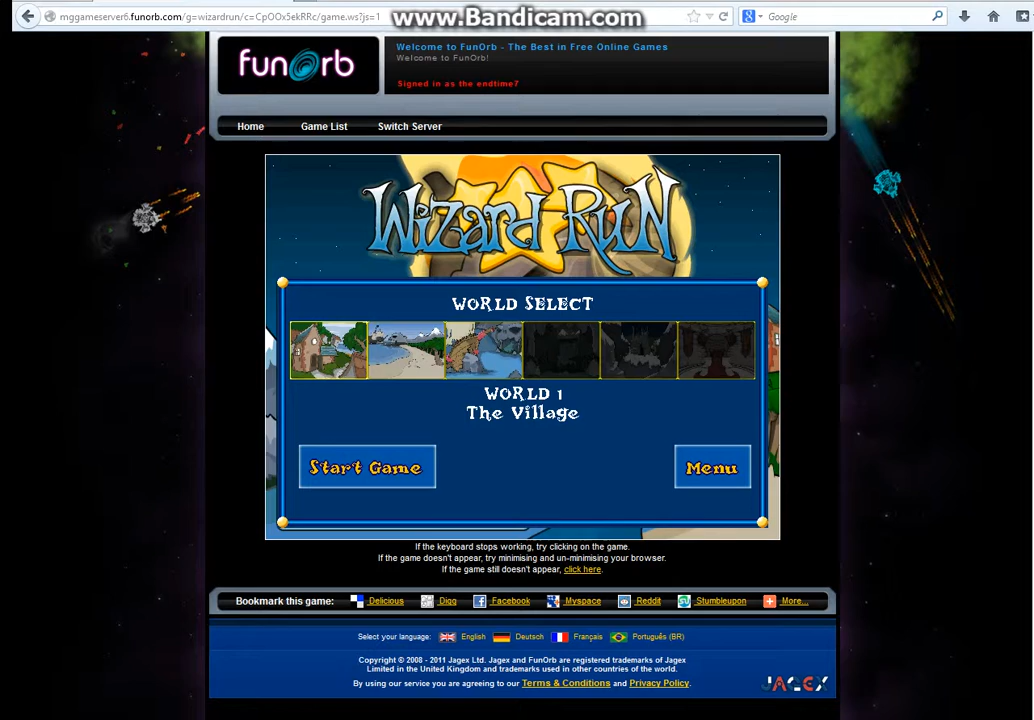 www.Bandicam.com
mggameserver6.funorb.com/g=wizardrun/c=CpOOx5ekRRc/game.ws?js=1
Google
funorb
Welcome to FunOrb - The Best in Free Online Games
Welcome to FunOrb!
Signed in as the endtime7
Home Game List Switch Server
Wizard Run
WORLD SELECT
WORLD 1
The Village
Start Game Menu
If the keyboard stops working, try clicking on the game.
If the game doesn't appear, try minimising and un-minimising your browser.
If the game still doesn't appear, click here.
Bookmark this game: Delicious Digg Facebook Myspace Reddit Stumbleupon More...
Select your language: English Deutsch Français Português (BR)
Copyright © 2008 - 2011 Jagex Ltd. Jagex and FunOrb are registered trademarks of Jagex
Limited in the United Kingdom and trademarks used in other countries of the world.
By using our service you are agreeing to our Terms & Conditions and Privacy Policy.
JAGEX